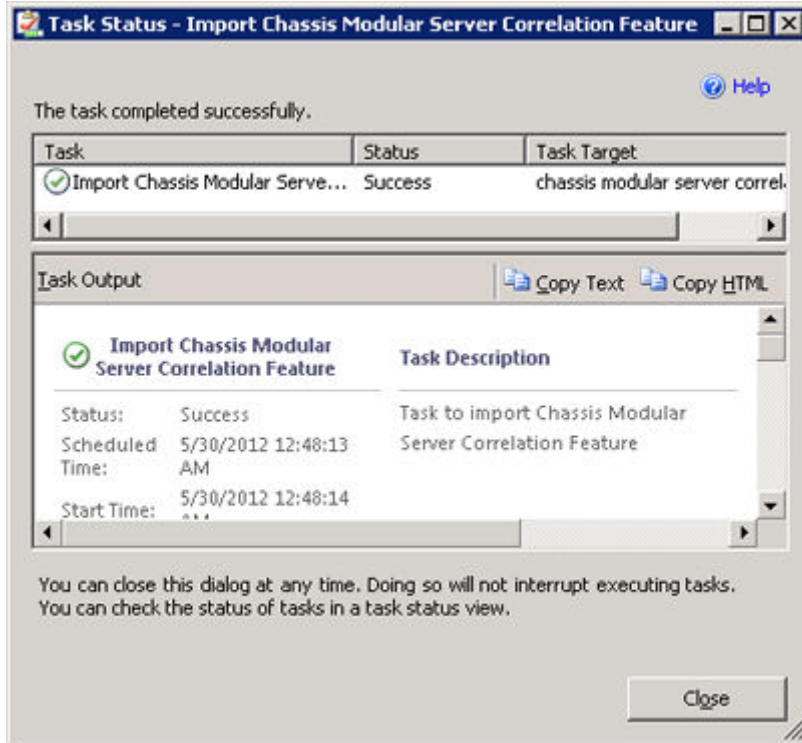 Task Status - Import Chassis Modular Server Correlation Feature
Help
The task completed successfully.
Task Status Task Target
Import Chassis Modular Serve... Success chassis modular server correl
Task Output Copy Text Copy HTML
Import Chassis Modular
Server Correlation Feature
Task Description
Status: Success
Scheduled Time: 5/30/2012 12:48:13 AM
Start Time: 5/30/2012 12:48:14
Task to import Chassis Modular
Server Correlation Feature
You can close this dialog at any time. Doing so will not interrupt executing tasks.
You can check the status of tasks in a task status view.
Close